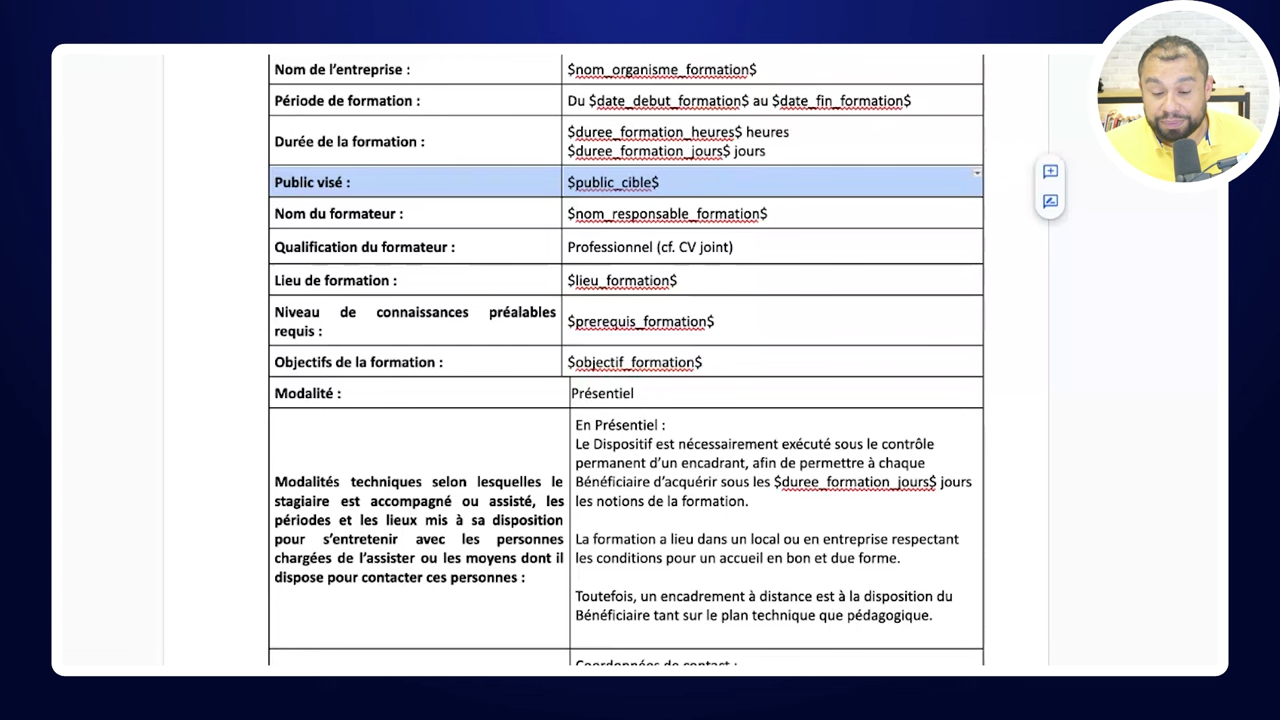 Nom de l'entreprise :
$nom_organisme_formation$
Période de formation :
Du $date_debut_formation$ au $date_fin_formation$
Durée de la formation :
$duree_formation_heures$ heures
$duree_formation_jours$ jours
Public visé :
$public_cible$
Nom du formateur :
$nom_responsable_formation$
Qualification du formateur :
Professionnel (cf. CV joint)
Lieu de formation :
$lieu_formation$
Niveau de connaissances préalables
requis :
$prerequis_formation$
Objectifs de la formation :
$objectif_formation$
Modalité :
Présentiel
Modalités techniques selon lesquelles le
stagiaire est accompagné ou assisté, les
périodes et les lieux mis à sa disposition
pour s'entretenir avec les personnes
chargées de l'assister ou les moyens dont il
dispose pour contacter ces personnes :
En Présentiel :
Le Dispositif est nécessairement exécuté sous le contrôle
permanent d'un encadrant, afin de permettre à chaque
Bénéficiaire d'acquérir sous les $duree_formation_jours$ jours
les notions de la formation.
La formation a lieu dans un local ou en entreprise respectant
les conditions pour un accueil en bon et due forme.
Toutefois, un encadrement à distance est à la disposition du
Bénéficiaire tant sur le plan technique que pédagogique.
Coordonnées de contact :